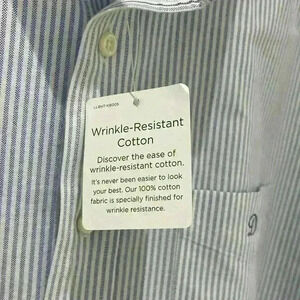 Wrinkle-Resistant
Cotton
Discover the ease of
wrinkle-resistant cotton.
It's never been easier to look
your best. Our 100% cotton
fabric is specially finished for
wrinkle resistance.